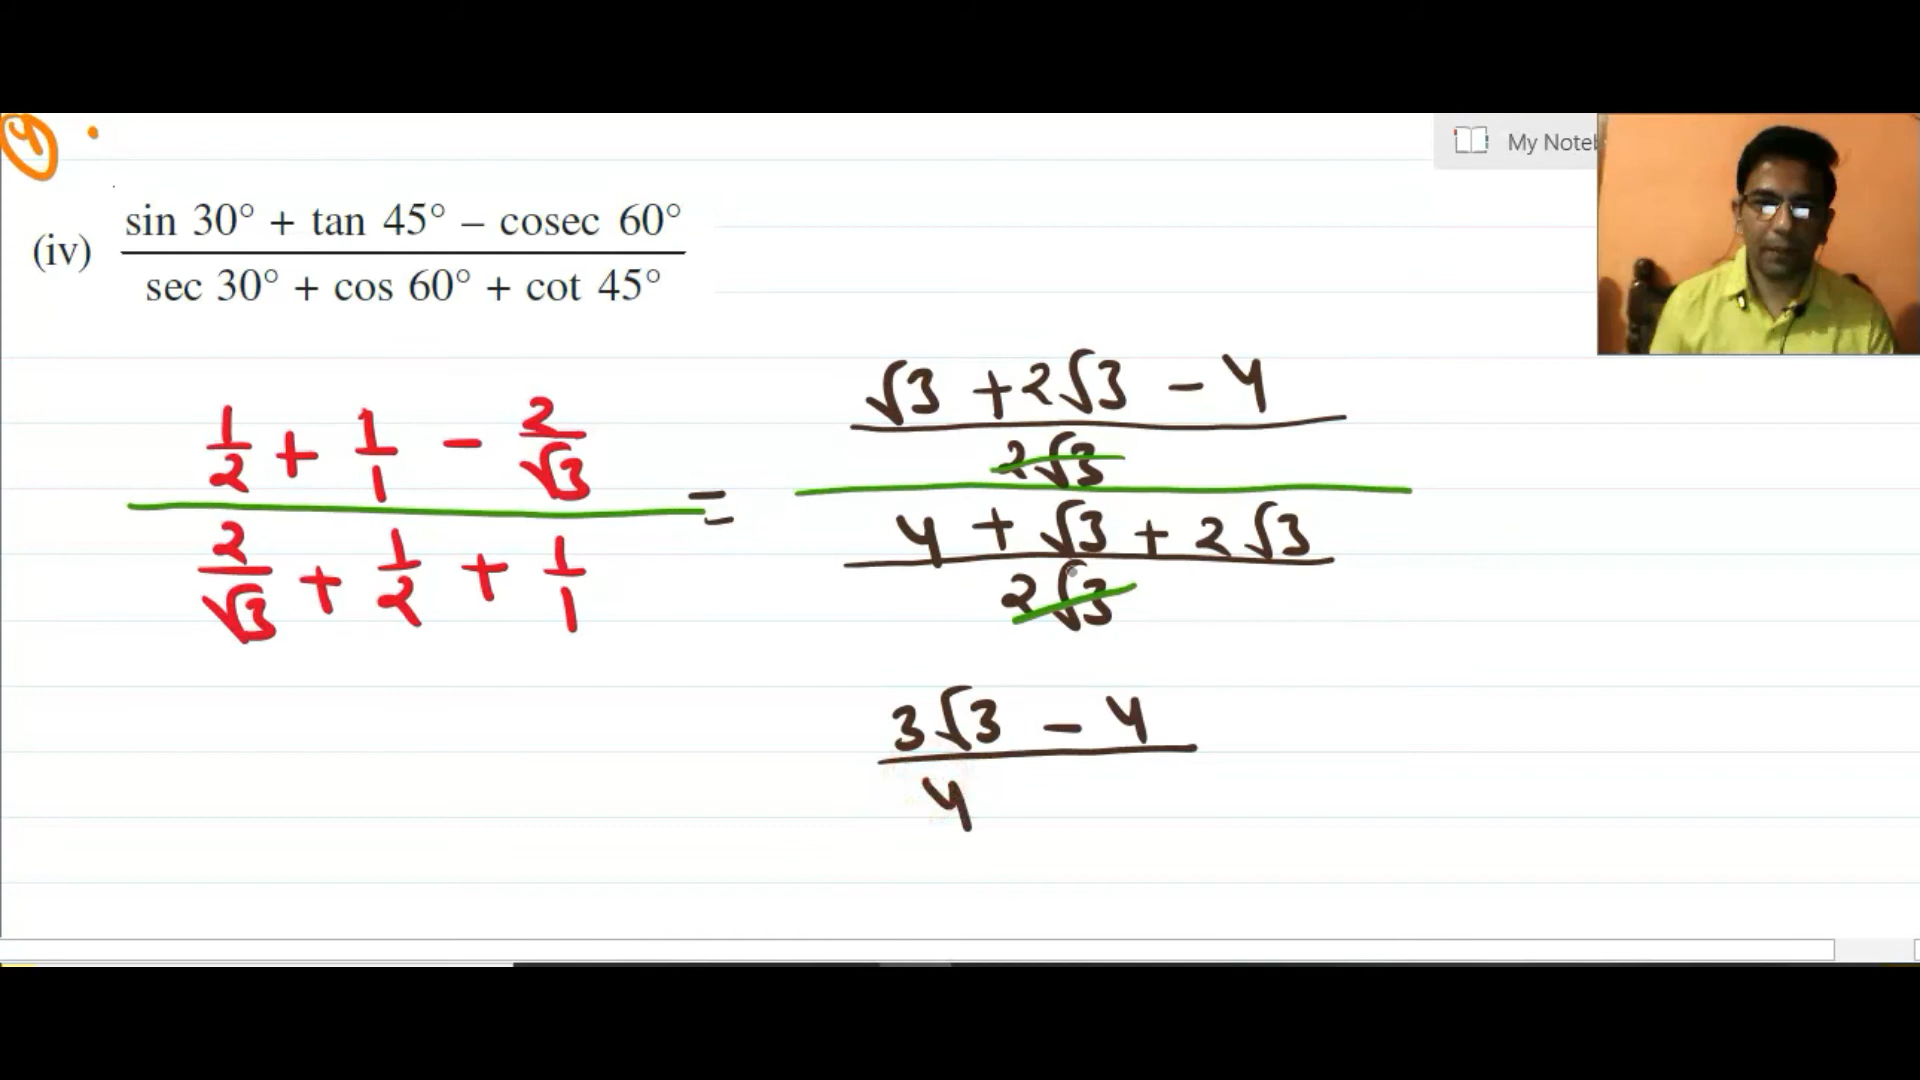 4
My Noteb
(iv) sin 30° + tan 45° – cosec 60°
sec 30° + cos 60° + cot 45°
1/2 + 1/1 - 2/√3
2/√3 + 1/2 + 1/1
=
√3 + 2√3 - 4
2√3
4 + √3 + 2√3
2√3
3√3 - 4
4